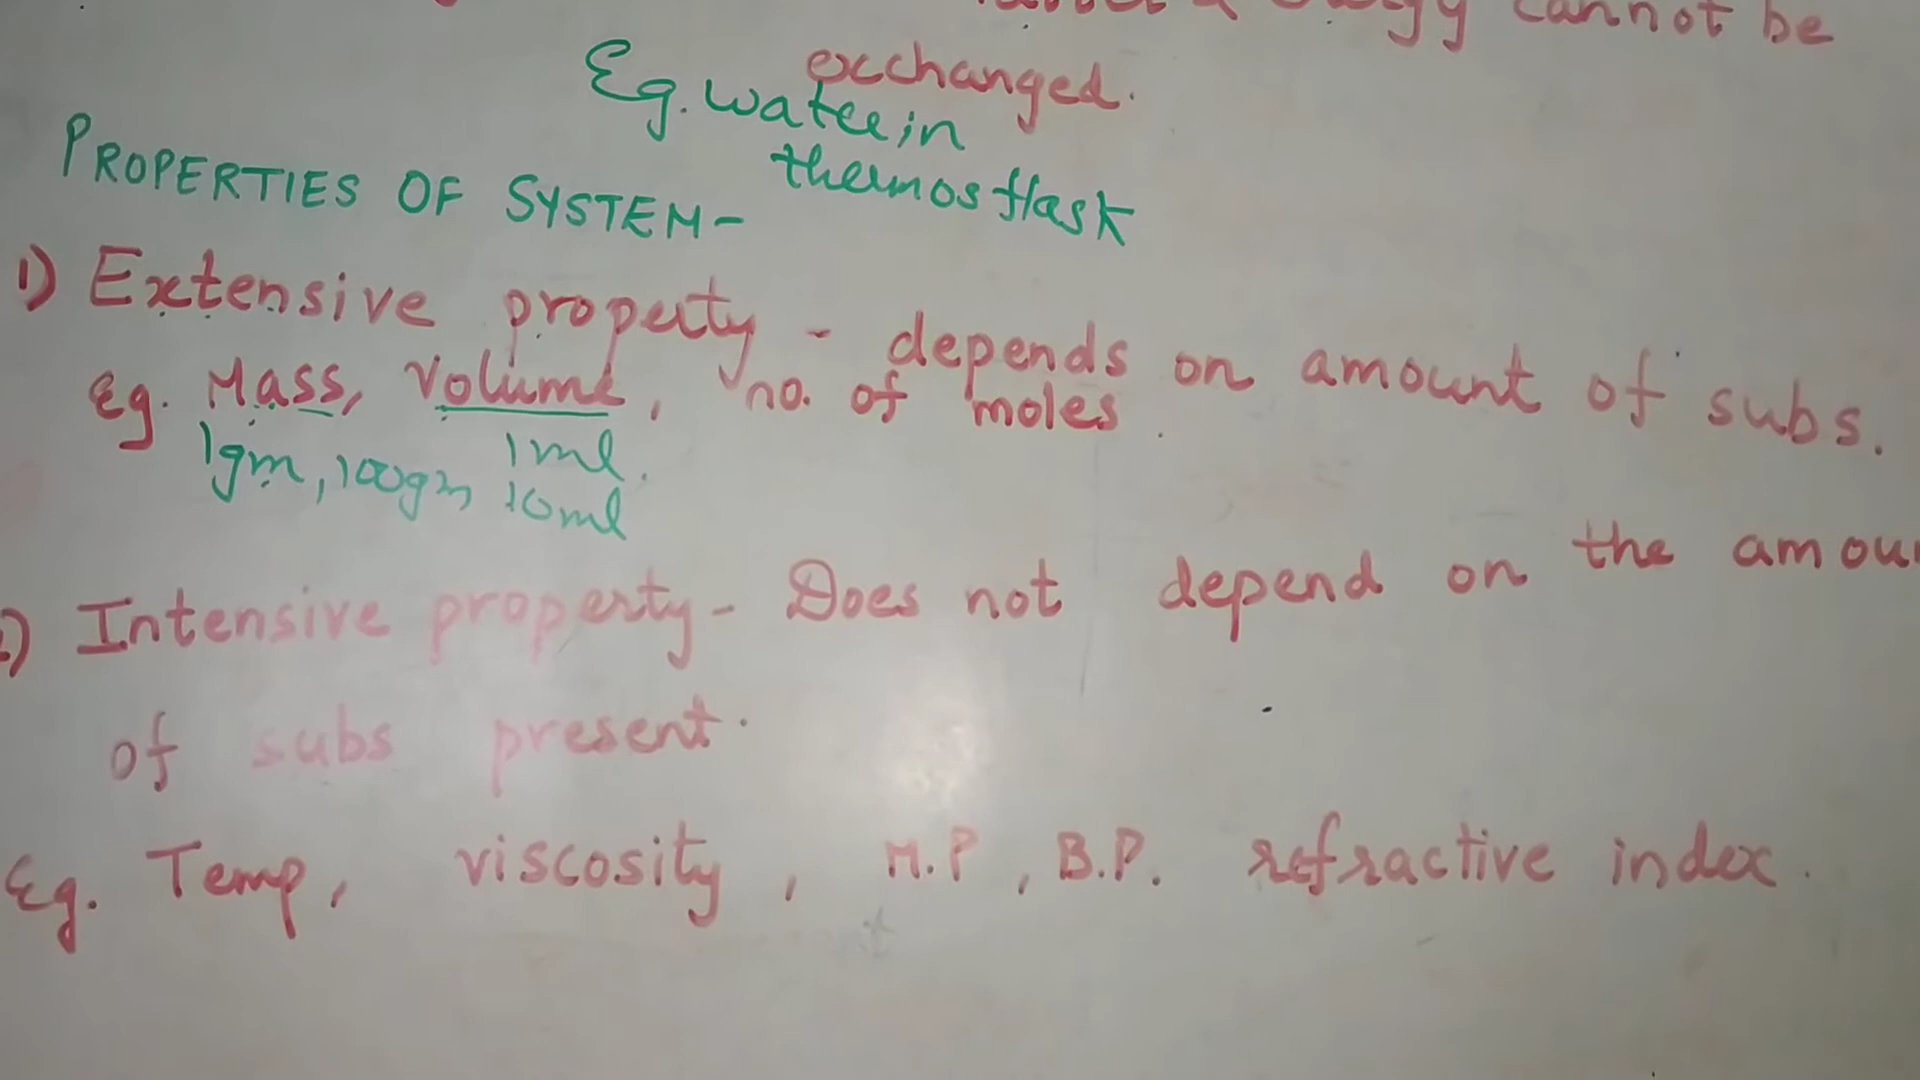 cannot be
exchanged.
Eg. water in
thermos flask
PROPERTIES OF SYSTEM-
1) Extensive property - depends on amount of subs.
eg. Mass, Volume, no. of moles.
1gm, 100gm 1ml.
10ml
2) Intensive property - Does not depend on the amou
of subs present.
Eg. Temp, viscosity, M.P, B.P. refractive index.